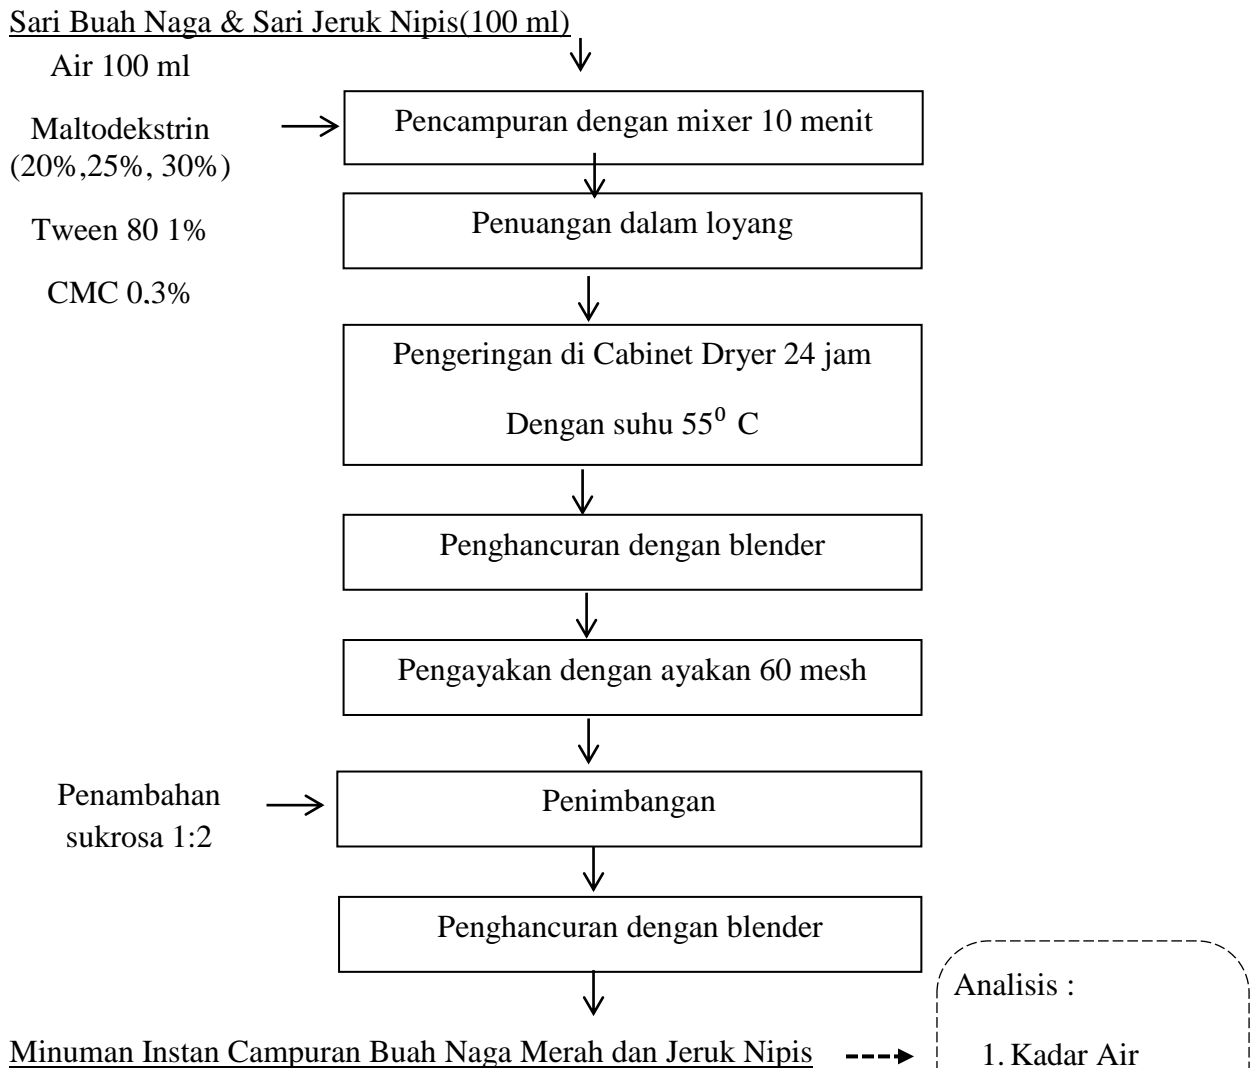 Sari Buah Naga & Sari Jeruk Nipis(100 ml)
Air 100 ml
Maltodekstrin
(20%,25%, 30%)
Tween 80 1%
CMC 0,3%
Pencampuran dengan mixer 10 menit
Penuangan dalam loyang
Pengeringan di Cabinet Dryer 24 jam
Dengan suhu 55⁰ C
Penghancuran dengan blender
Pengayakan dengan ayakan 60 mesh
Penambahan
sukrosa 1:2
Penimbangan
Penghancuran dengan blender
Minuman Instan Campuran Buah Naga Merah dan Jeruk Nipis
Analisis :
1. Kadar Air